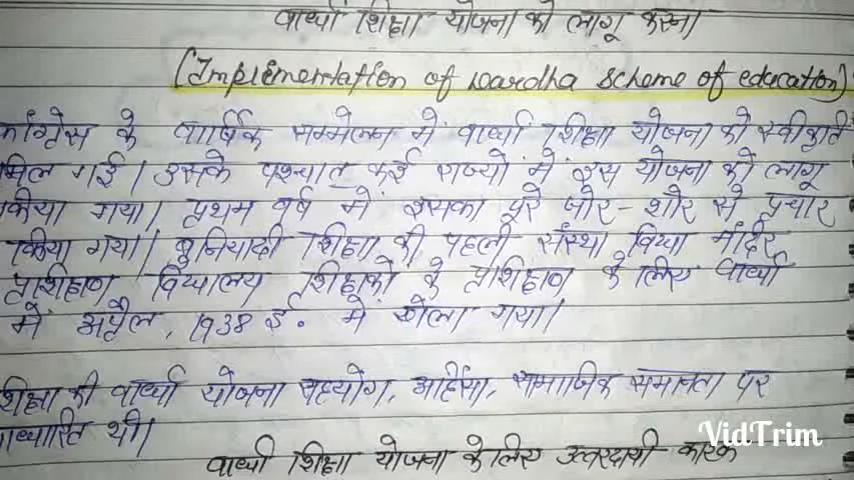 वार्धा शिक्षा योजना को लागू करना
(Implementation of wardha scheme of education)
कांग्रेस के वार्षिक सम्मेलन में वार्धा शिक्षा योजना को स्वीकृति
मिल गई। उसके पश्चात् कई राज्यों में इस योजना को लागू
किया गया। प्रथम वर्ष में इसका पूरे जोर-शोर से प्रचार
किया गया। बुनियादी शिक्षा की पहली संस्था विद्या मंदिर
प्रशिक्षण विद्यालय शिक्षकों के प्रशिक्षण के लिए वार्धा
में अप्रैल, 1938 ई. में खोला गया।
शिक्षा की वार्धा योजना सहयोग, अहिंसा, सामाजिक समानता पर
आधारित थी।
वार्धा शिक्षा योजना के लिए उत्तरदायी कारक
VidTrim